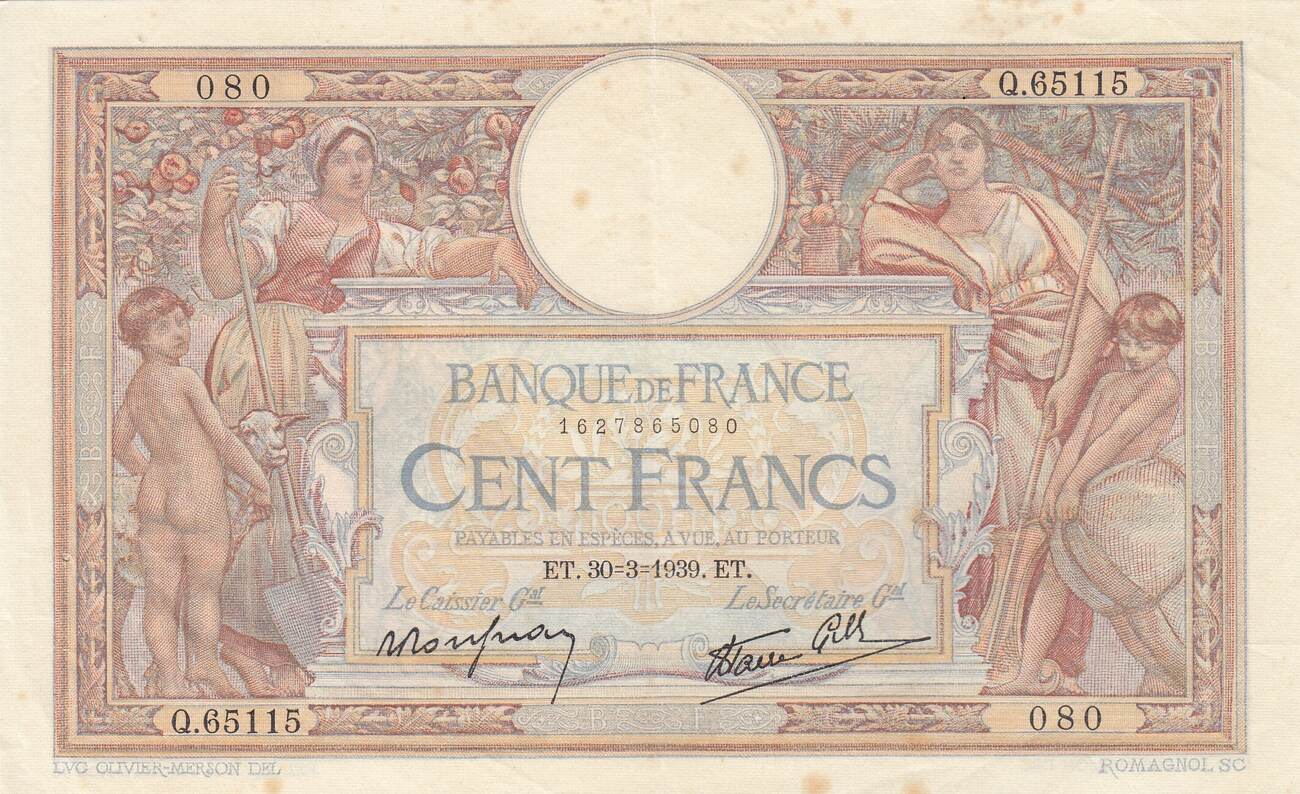 080 Q.65115
BANQUE DE FRANCE
1627865080
CENT FRANCS
PAYABLES EN ESPÈCES, A VUE, AU PORTEUR
ET. 30=3=1939. ET.
Le Caissier Gal Le Secrétaire Gal
B F
B F
Q.65115 B F 080
LVC OLIVIER-MERSON DEL ROMAGNOL SC